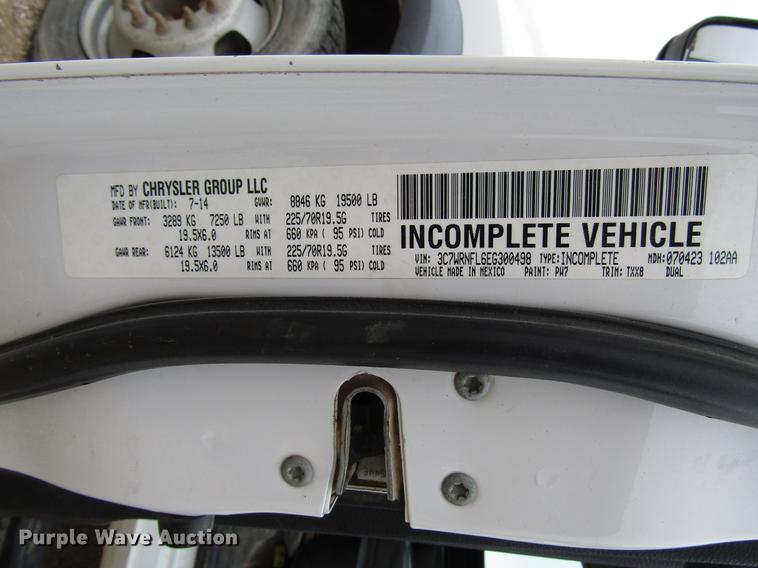 MFD BY CHRYSLER GROUP LLC
DATE OF MFR(BUILT): 7-14 GVWR: 8846 KG 19500 LB
GAWR FRONT: 3289 KG 7250 LB WITH 225/70R19.5G TIRES
19.5X6.0 RIMS AT 660 KPA ( 95 PSI) COLD
GAWR REAR: 6124 KG 13500 LB WITH 225/70R19.5G TIRES
19.5X6.0 RIMS AT 660 KPA ( 95 PSI) COLD
INCOMPLETE VEHICLE
VIN: 3C7WRNFL6EG300498 TYPE: INCOMPLETE MDH: 070423 102AA
VEHICLE MADE IN MEXICO PAINT: PW7 TRIM: TXX8 DUAL
Purple Wave Auction